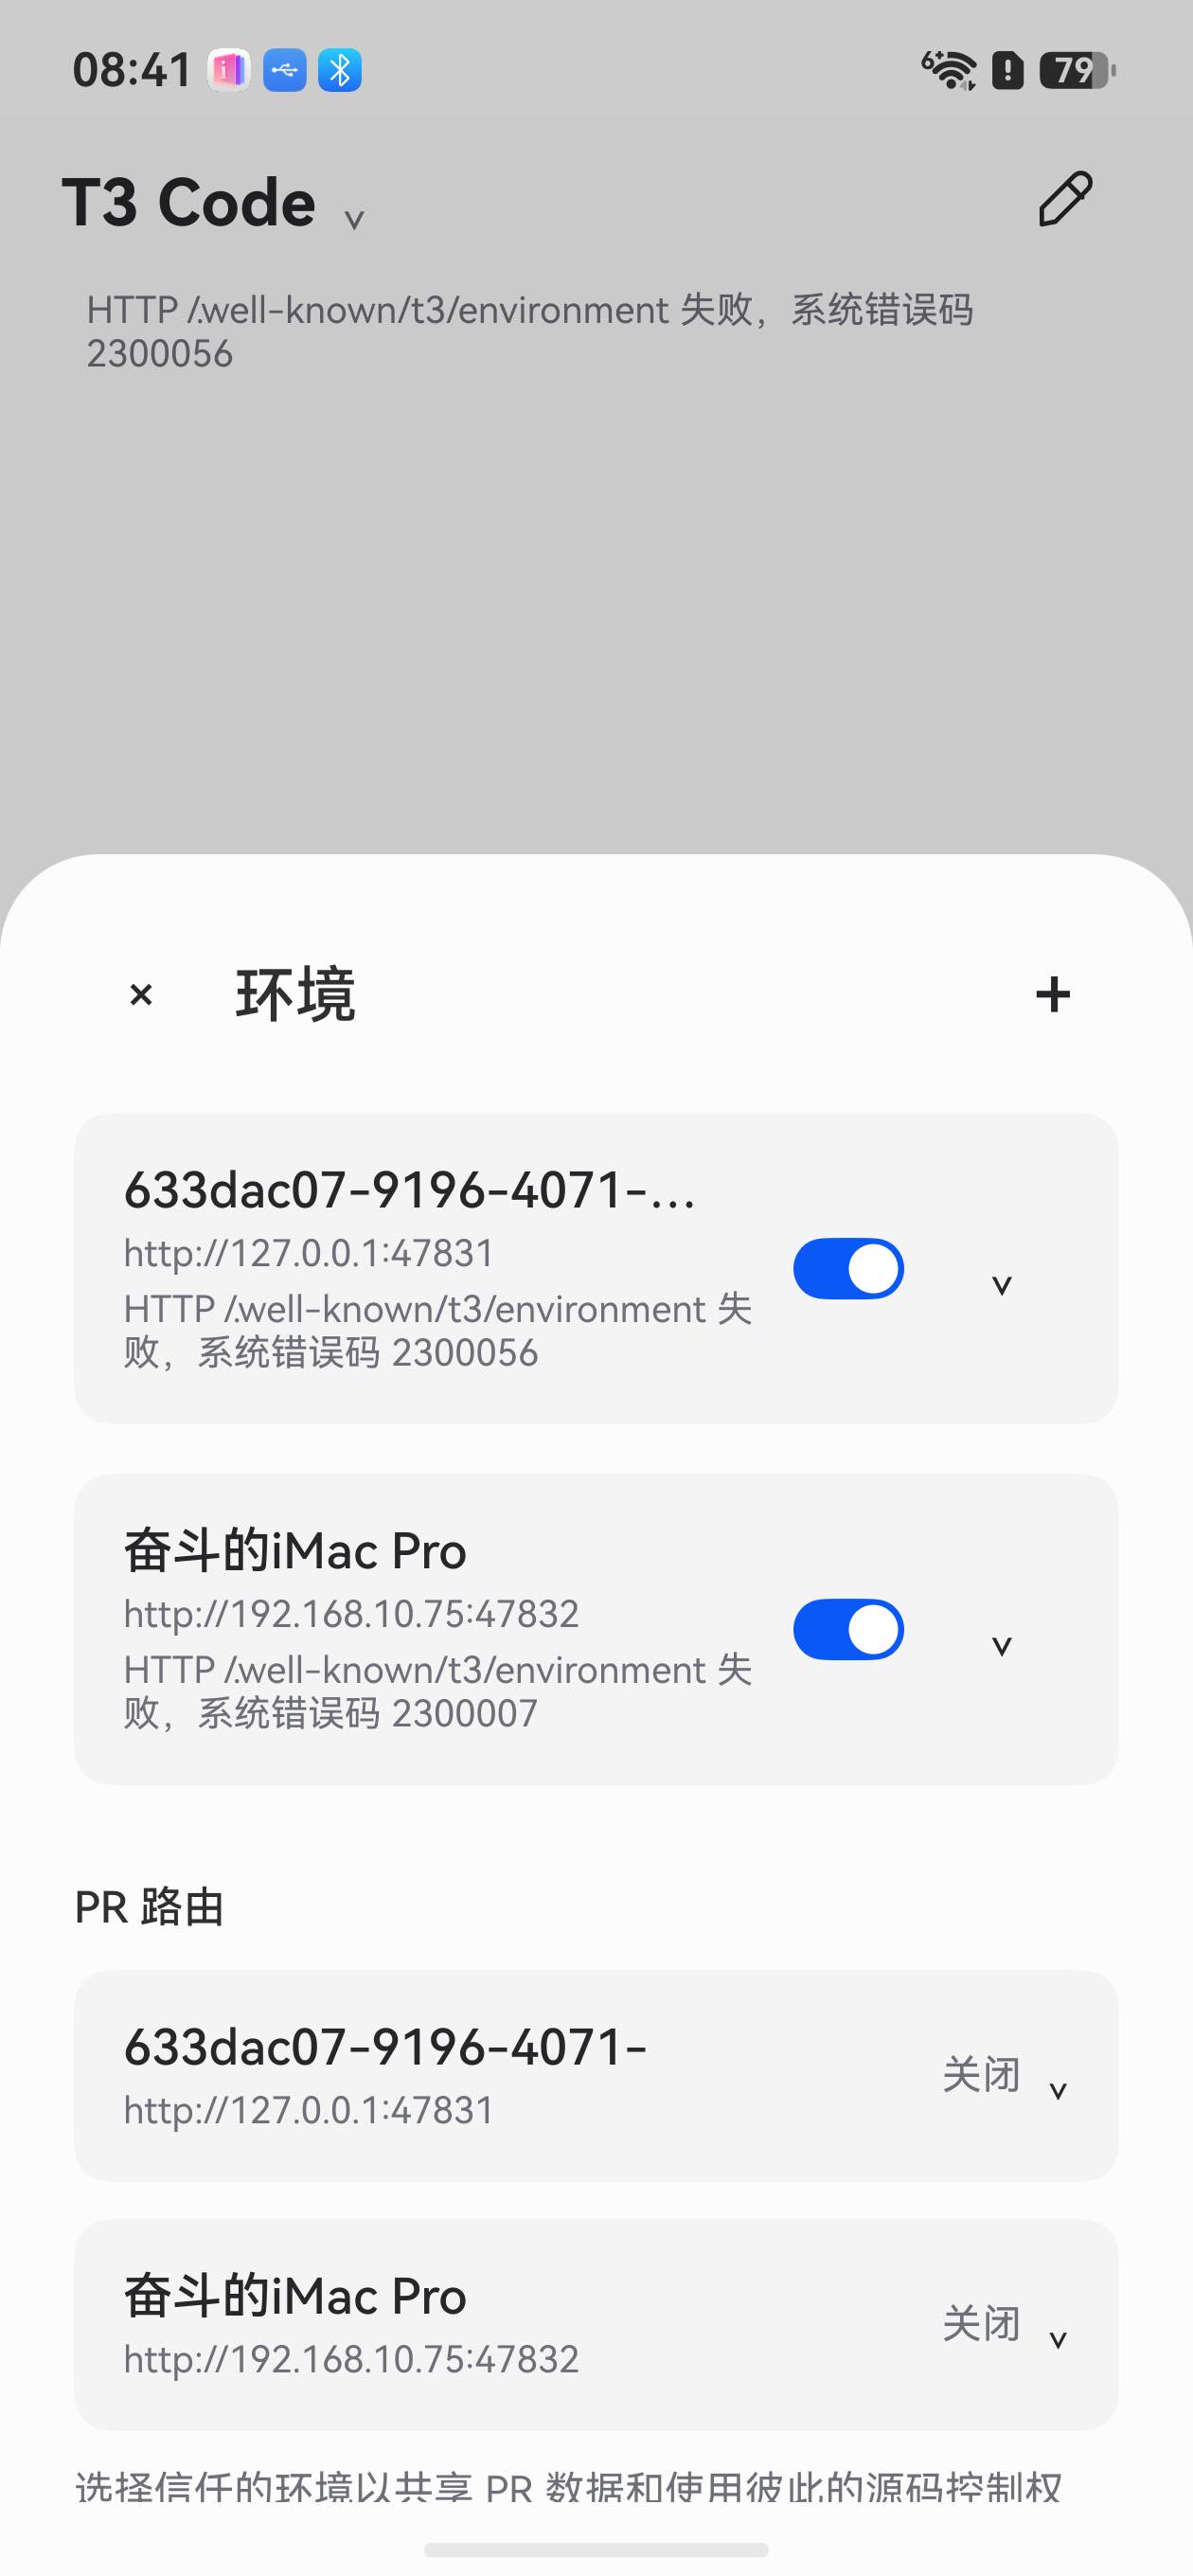 08:41
6+
79
T3 Code
HTTP /.well-known/t3/environment 失败，系统错误码
2300056
× 环境 +
633dac07-9196-4071-...
http://127.0.0.1:47831
HTTP /.well-known/t3/environment 失
败，系统错误码 2300056
奋斗的iMac Pro
http://192.168.10.75:47832
HTTP /.well-known/t3/environment 失
败，系统错误码 2300007
PR 路由
633dac07-9196-4071-
http://127.0.0.1:47831
关闭
奋斗的iMac Pro
http://192.168.10.75:47832
关闭
选择信任的环境以共享 PR 数据和使用彼此的源码控制权